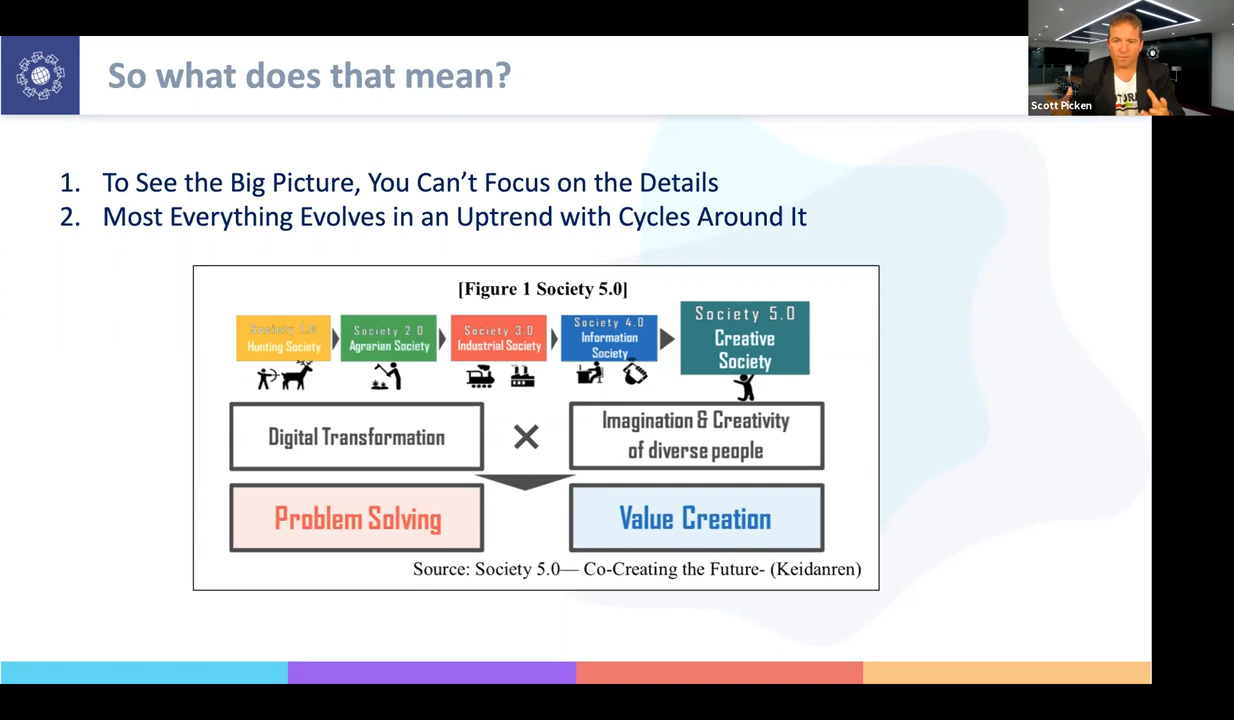 So what does that mean?
Scott Picken
1. To See the Big Picture, You Can’t Focus on the Details
2. Most Everything Evolves in an Uptrend with Cycles Around It
[Figure 1 Society 5.0]
Society 1.0
Hunting Society
Society 2.0
Agrarian Society
Society 3.0
Industrial Society
Society 4.0
Information
Society
Society 5.0
Creative
Society
Digital Transformation
×
Imagination & Creativity
of diverse people
Problem Solving
Value Creation
Source: Society 5.0— Co-Creating the Future- (Keidanren)